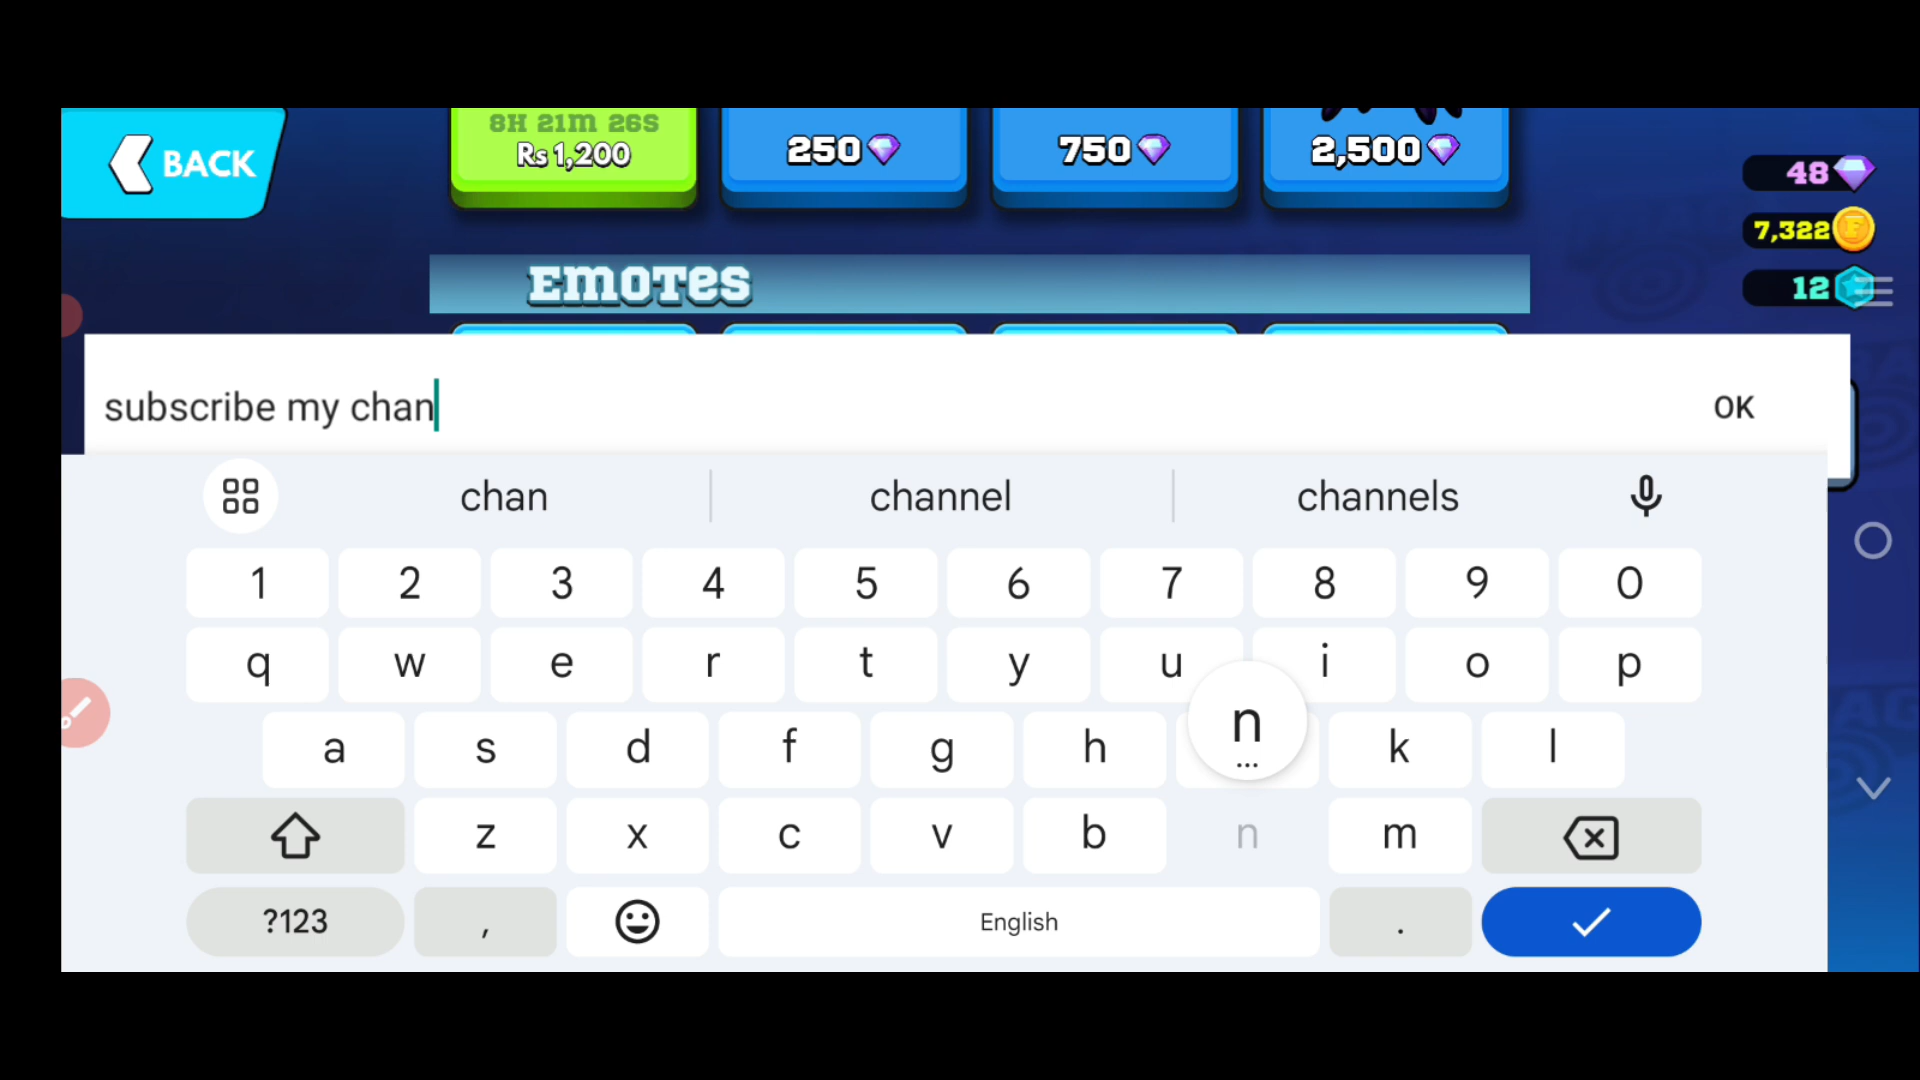 BACK
8H 21m 26s
Rs 1,200
250
750
2,500
48
7,322
12
EmoTes
subscribe my chan
OK
chan
channel
channels
1 2 3 4 5 6 7 8 9 0
q w e r t y u i o p
n
...
a s d f g h k l
z x c v b n m
?123 , English .